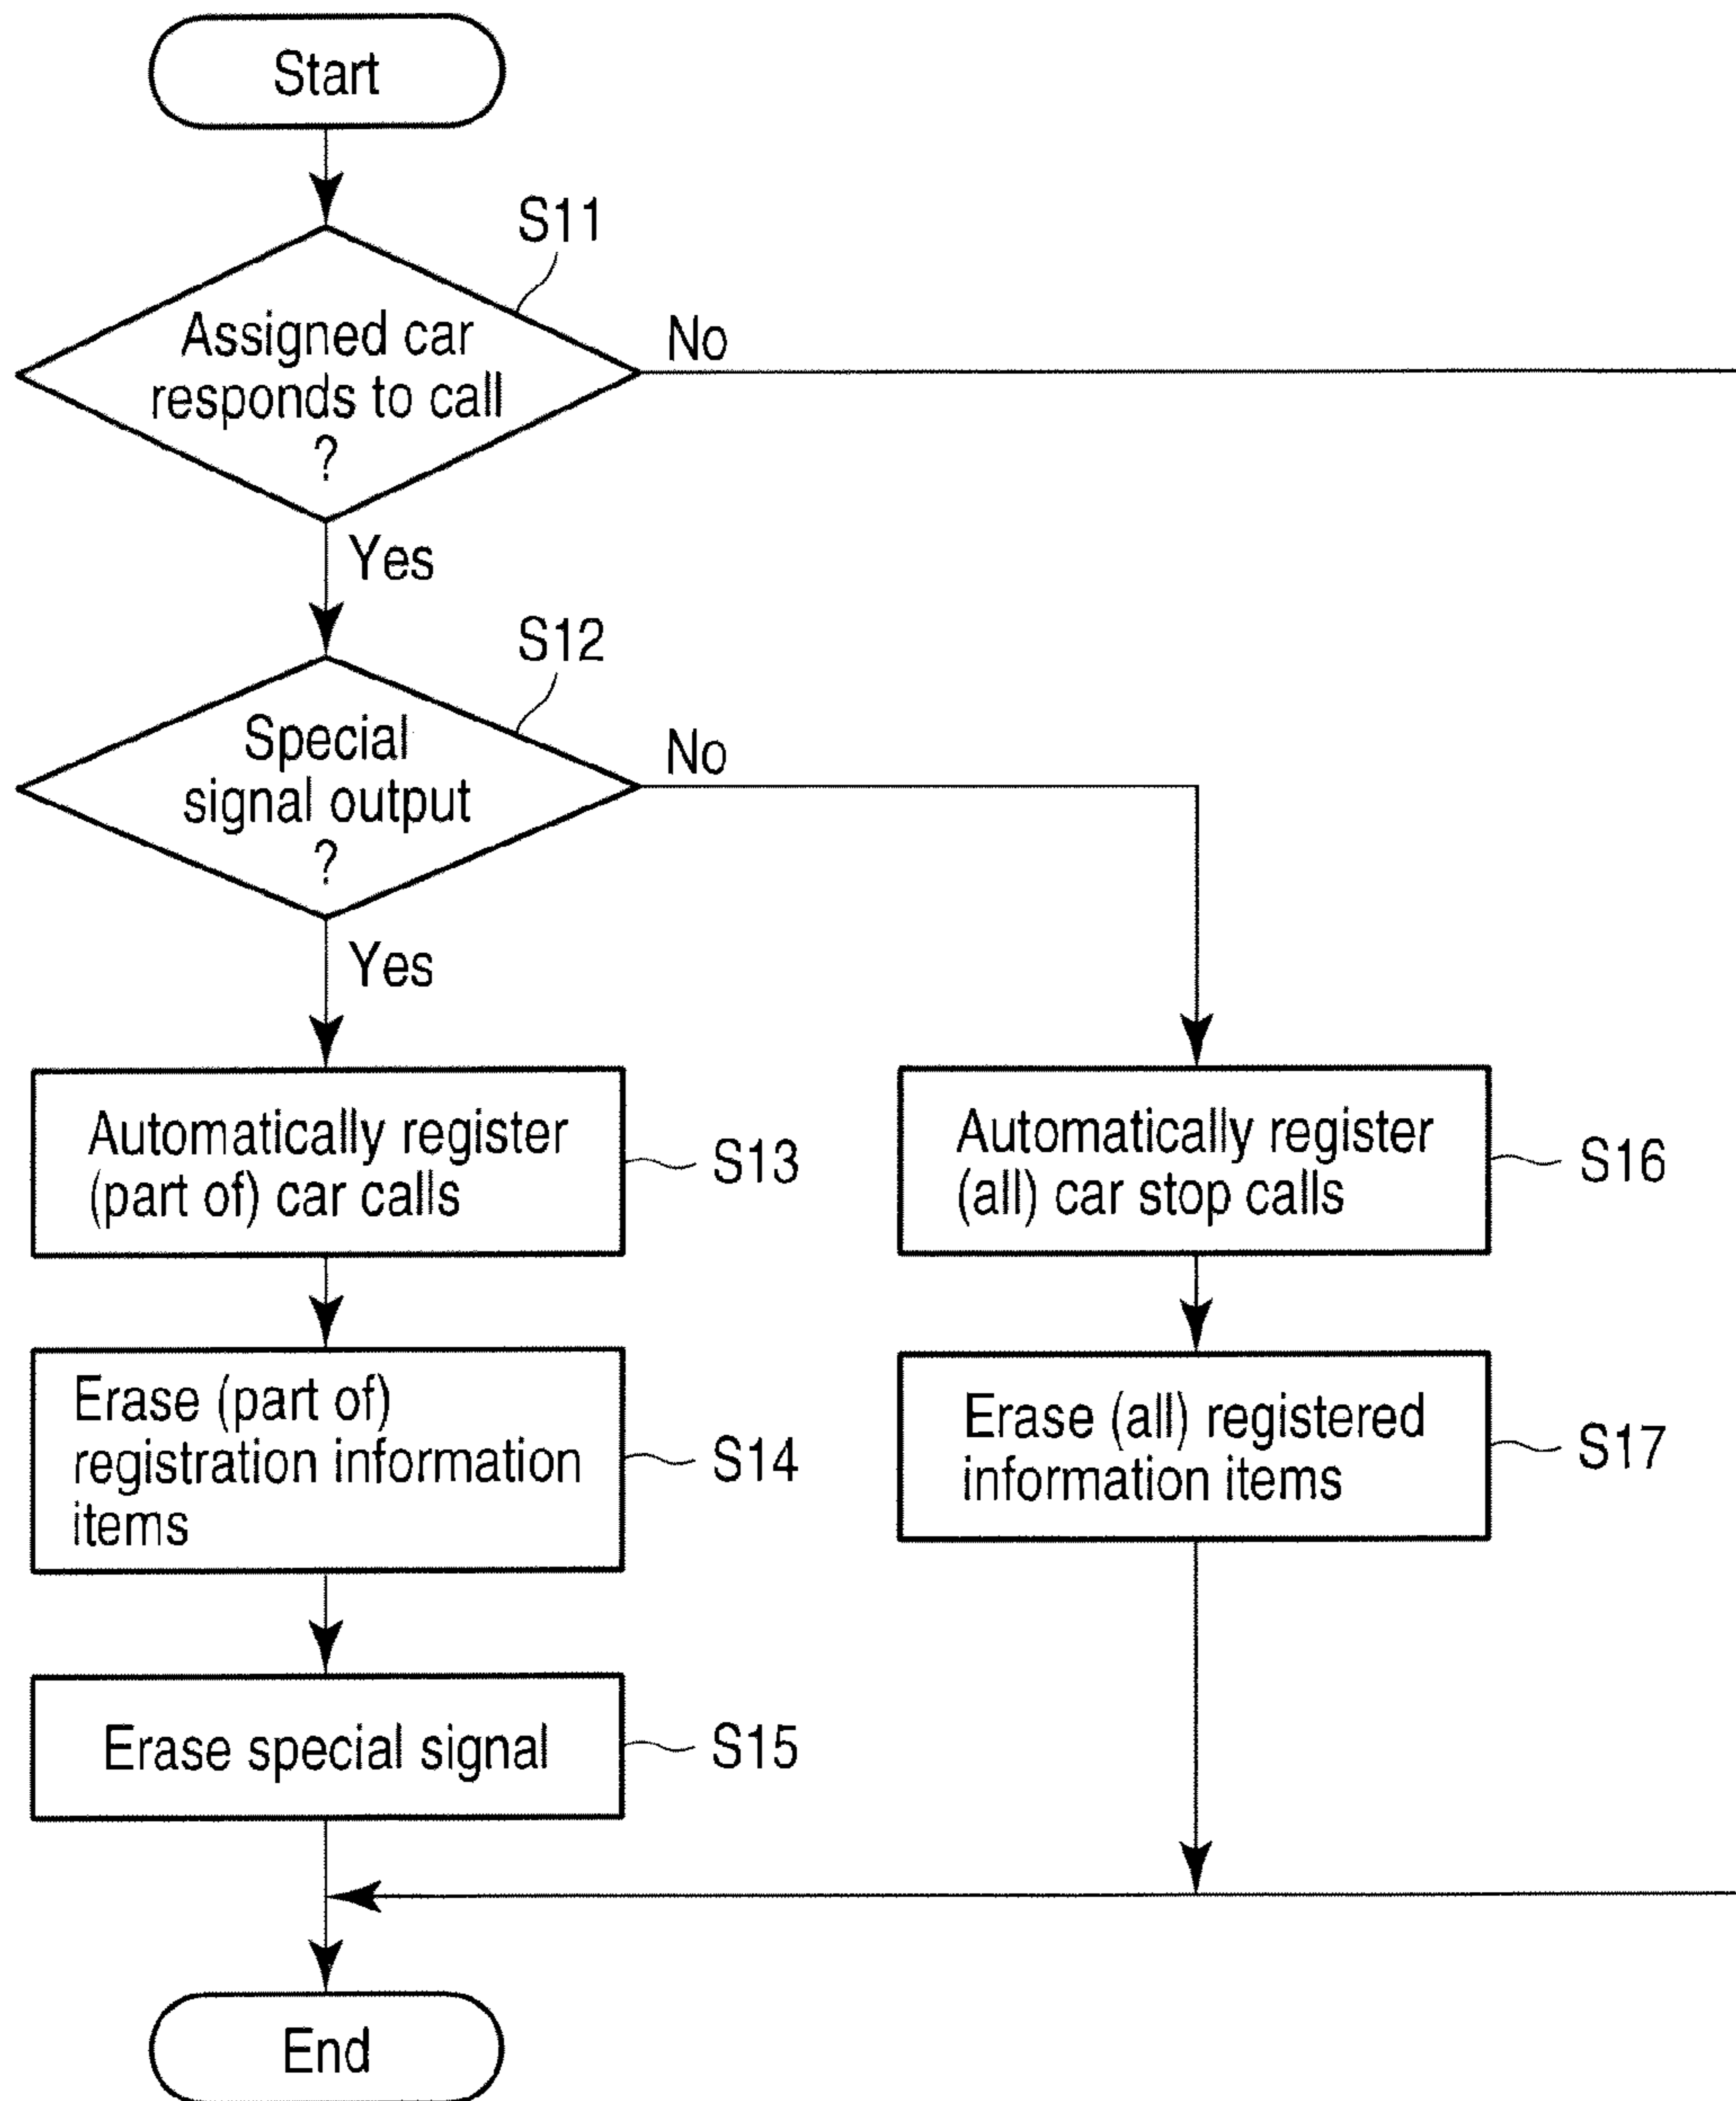 Start
S11
Assigned car
responds to call
?
No
Yes
S12
Special
signal output
?
No
Yes
Automatically register
(part of) car calls
S13
Automatically register
(all) car stop calls
S16
Erase (part of)
registration information
items
S14
Erase (all) registered
information items
S17
Erase special signal
S15
End